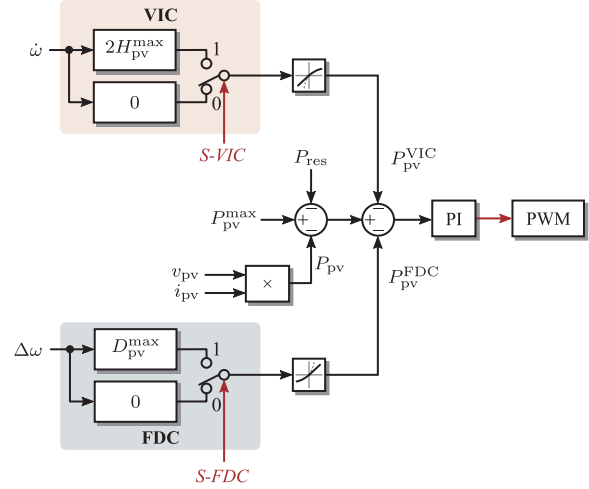 VIC
ω̇
2H_pv^max
1
0
0
S-VIC
P_res
P_pv^VIC
P_pv^max
+
−
−
+
−
−
PI
PWM
P_pv
v_pv
i_pv
×
P_pv^FDC
Δω
D_pv^max
1
0
0
FDC
S-FDC